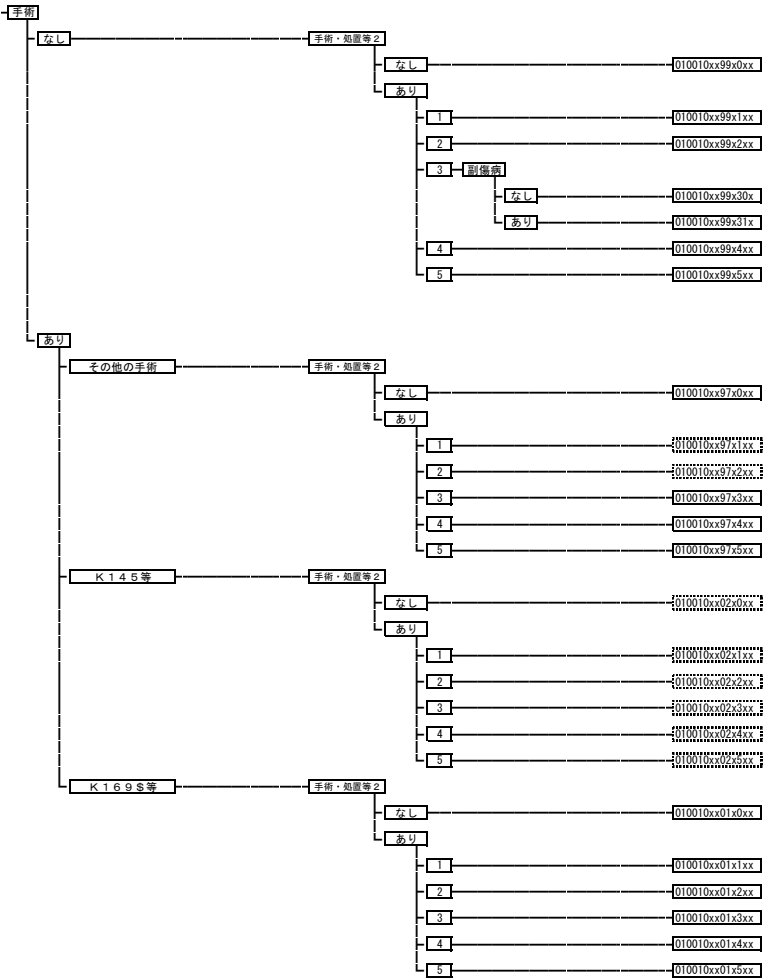 手術
なし 手術・処置等２
なし 010010xx99x0xx
あり
1 010010xx99x1xx
2 010010xx99x2xx
3 副傷病
なし 010010xx99x30x
あり 010010xx99x31x
4 010010xx99x4xx
5 010010xx99x5xx
あり
その他の手術 手術・処置等２
なし 010010xx97x0xx
あり
1 010010xx97x1xx
2 010010xx97x2xx
3 010010xx97x3xx
4 010010xx97x4xx
5 010010xx97x5xx
Ｋ１４５等 手術・処置等２
なし 010010xx02x0xx
あり
1 010010xx02x1xx
2 010010xx02x2xx
3 010010xx02x3xx
4 010010xx02x4xx
5 010010xx02x5xx
Ｋ１６９＄等 手術・処置等２
なし 010010xx01x0xx
あり
1 010010xx01x1xx
2 010010xx01x2xx
3 010010xx01x3xx
4 010010xx01x4xx
5 010010xx01x5xx